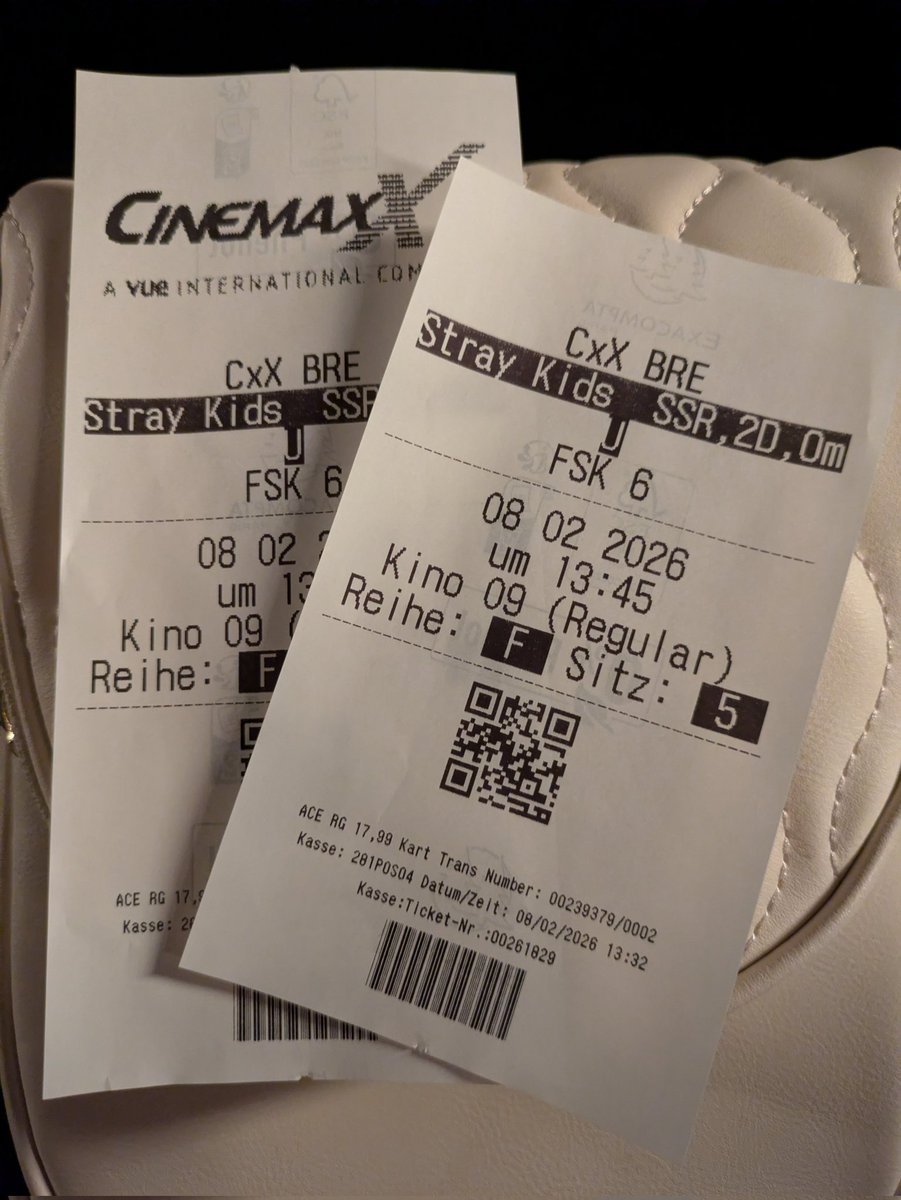 CINEMAXX
A VUE INTERNATIONAL COM
CxX BRE
Stray Kids SSR
U
FSK 6
08 02 2
um 13
Kino 09 (
Reihe: F
ACE RG 17,9
Kasse: 28
EXACOMPTA
CxX BRE
Stray Kids SSR,2D,Om
U
FSK 6
08 02 2026
um 13:45
Kino 09 (Regular)
Reihe: F Sitz: 5
ACE RG 17,99 Kart Trans Number: 00239379/0002
Kasse: 281POS04 Datum/Zeit: 08/02/2026 13:32
Kasse:Ticket-Nr.:00261829